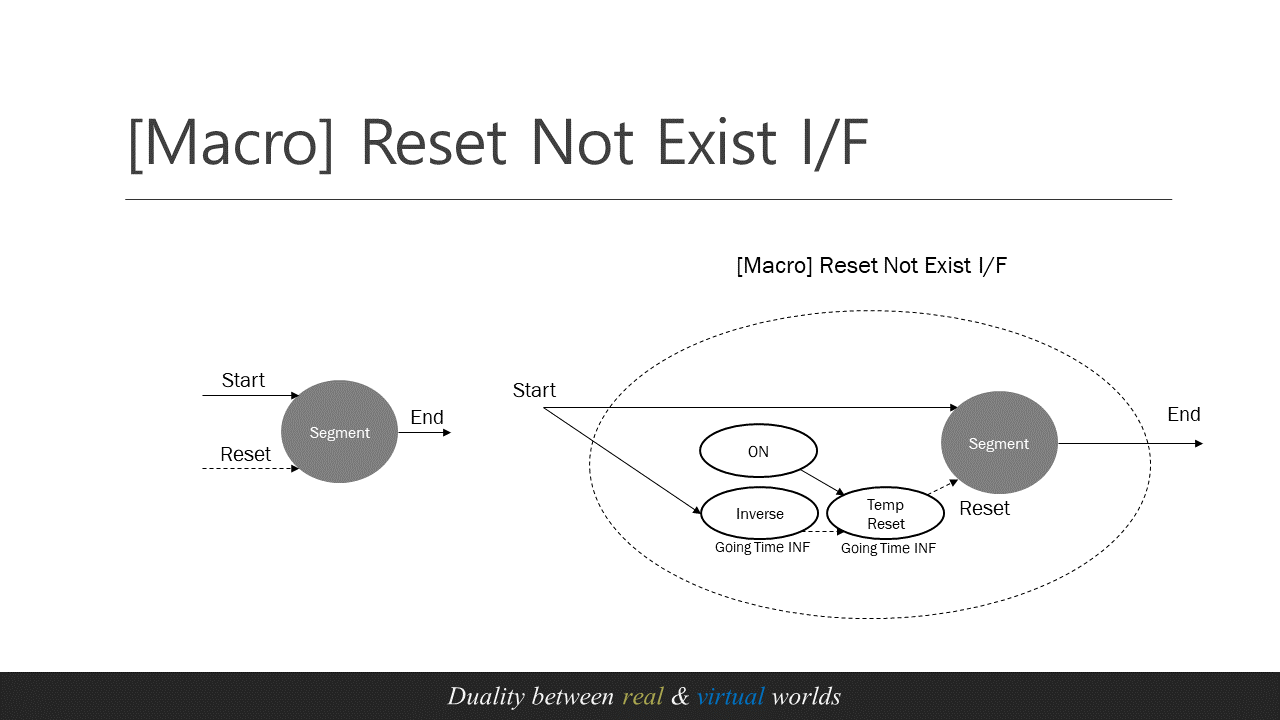 [Macro] Reset Not Exist I/F
[Macro] Reset Not Exist I/F
Start
Reset
Segment
End
Start
ON
Inverse
Going Time INF
Temp
Reset
Going Time INF
Segment
Reset
End
Duality between real & virtual worlds